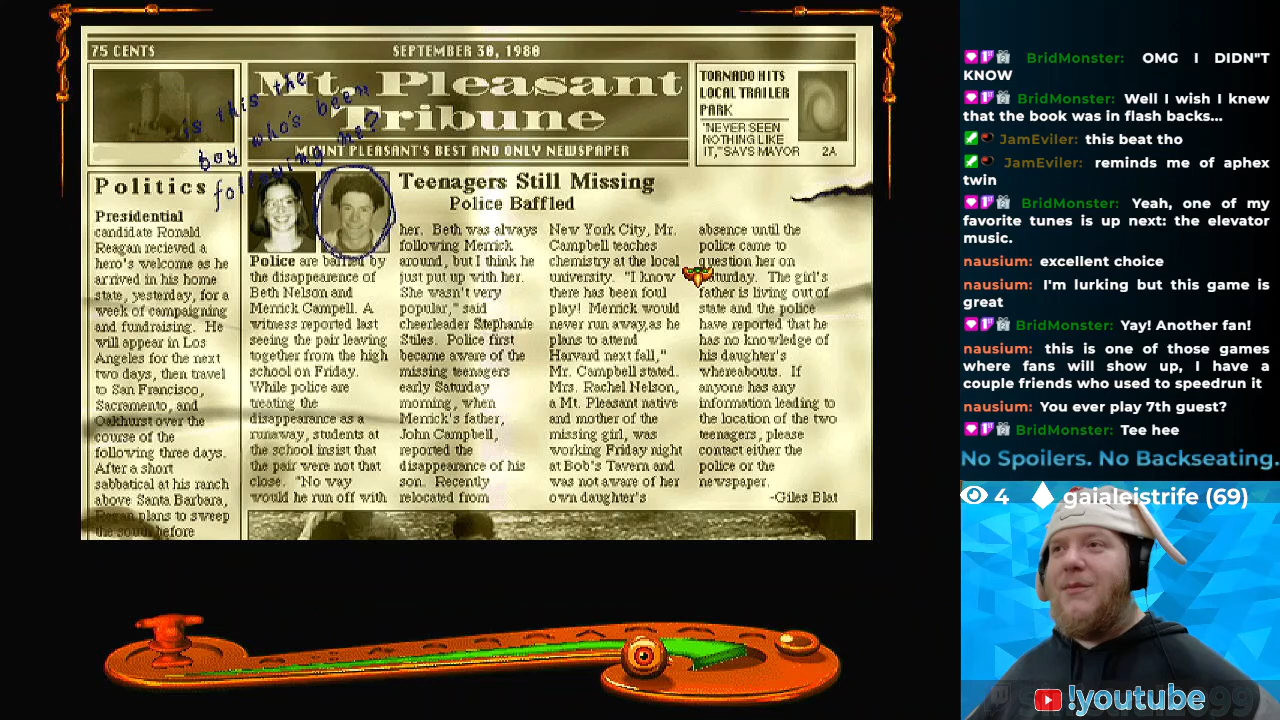 75 CENTS
SEPTEMBER 30, 1980
Mt. Pleasant
Tribune
MOUNT PLEASANT'S BEST AND ONLY NEWSPAPER
TORNADO HITS
LOCAL TRAILER
PARK
"NEVER SEEN
NOTHING LIKE
IT,"SAYS MAYOR 2A
is this the
boy who's been
following me?
Politics
Presidential
candidate Ronald
Reagan recieved a
hero's welcome as he
arrived in his home
state, yesterday, for a
week of campaigning
and fundraising. He
will appear in Los
Angeles for the next
two days, then travel
to San Francisco,
Sacramento, and
Oakhurst over the
course of the
following three days.
After a short
sabbatical at his ranch
above Santa Barbara,
Regan plans to sweep
the south before
Teenagers Still Missing
Police Baffled
Police are baffled by
the disappearance of
Beth Nelson and
Merrick Campell. A
witness reported last
seeing the pair leaving
together from the high
school on Friday.
While police are
treating the
disappearance as a
runaway, students at
the school insist that
the pair were not that
close. "No way
would he run off with
her. Beth was always
following Merrick
around, but I think he
just put up with her.
She wasn't very
popular," said
cheerleader Stephanie
Stiles. Police first
became aware of the
missing teenagers
early Saturday
morning, when
Merrick's father,
John Campbell,
reported the
disappearance of his
son. Recently
relocated from
New York City, Mr.
Campbell teaches
chemistry at the local
university. "I know
there has been foul
play! Merrick would
never run away,as he
plans to attend
Harvard next fall,"
Mr. Campbell stated.
Mrs. Rachel Nelson,
a Mt. Pleasant native
and mother of the
missing girl, was
working Friday night
at Bob's Tavern and
was not aware of her
own daughter's
absence until the
police came to
question her on
Saturday. The girl's
father is living out of
state and the police
have reported that he
has no knowledge of
his daughter's
whereabouts. If
anyone has any
information leading to
the location of the two
teenagers, please
contact either the
police or the
newspaper.
-Giles Blat
BridMonster: OMG I DIDN"T
KNOW
BridMonster: Well I wish I knew
that the book was in flash backs...
JamEviler: this beat tho
JamEviler: reminds me of aphex
twin
BridMonster: Yeah, one of my
favorite tunes is up next: the elevator
music.
nausium: excellent choice
nausium: I'm lurking but this game is
great
BridMonster: Yay! Another fan!
nausium: this is one of those games
where fans will show up, I have a
couple friends who used to speedrun it
nausium: You ever play 7th guest?
BridMonster: Tee hee
No Spoilers. No Backseating.
4 gaialeistrife (69)
!youtube